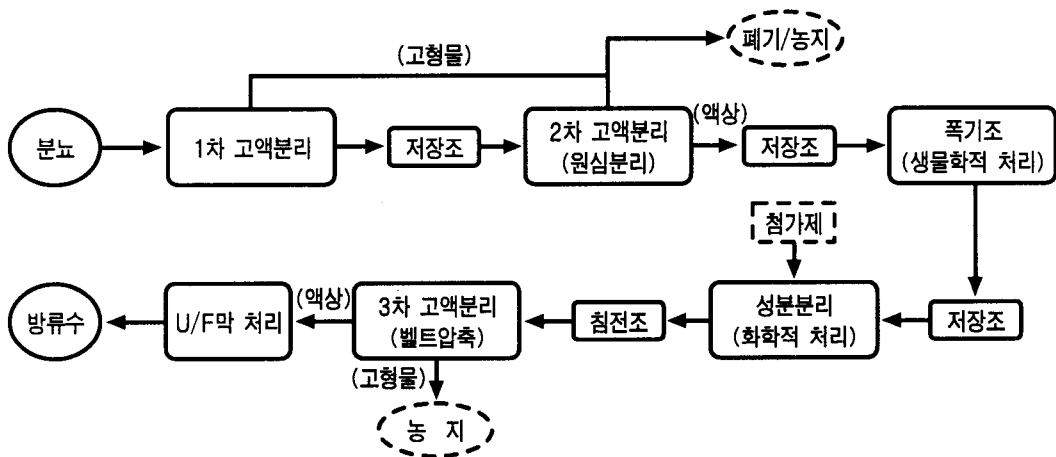 폐기/농지
(고형물)
분뇨
1차 고액분리
저장조
2차 고액분리
(원심분리)
(액상)
저장조
폭기조
(생물학적 처리)
첨가제
방류수
U/F막 처리
(액상)
3차 고액분리
(벨트압축)
침전조
성분분리
(화학적 처리)
저장조
(고형물)
농 지